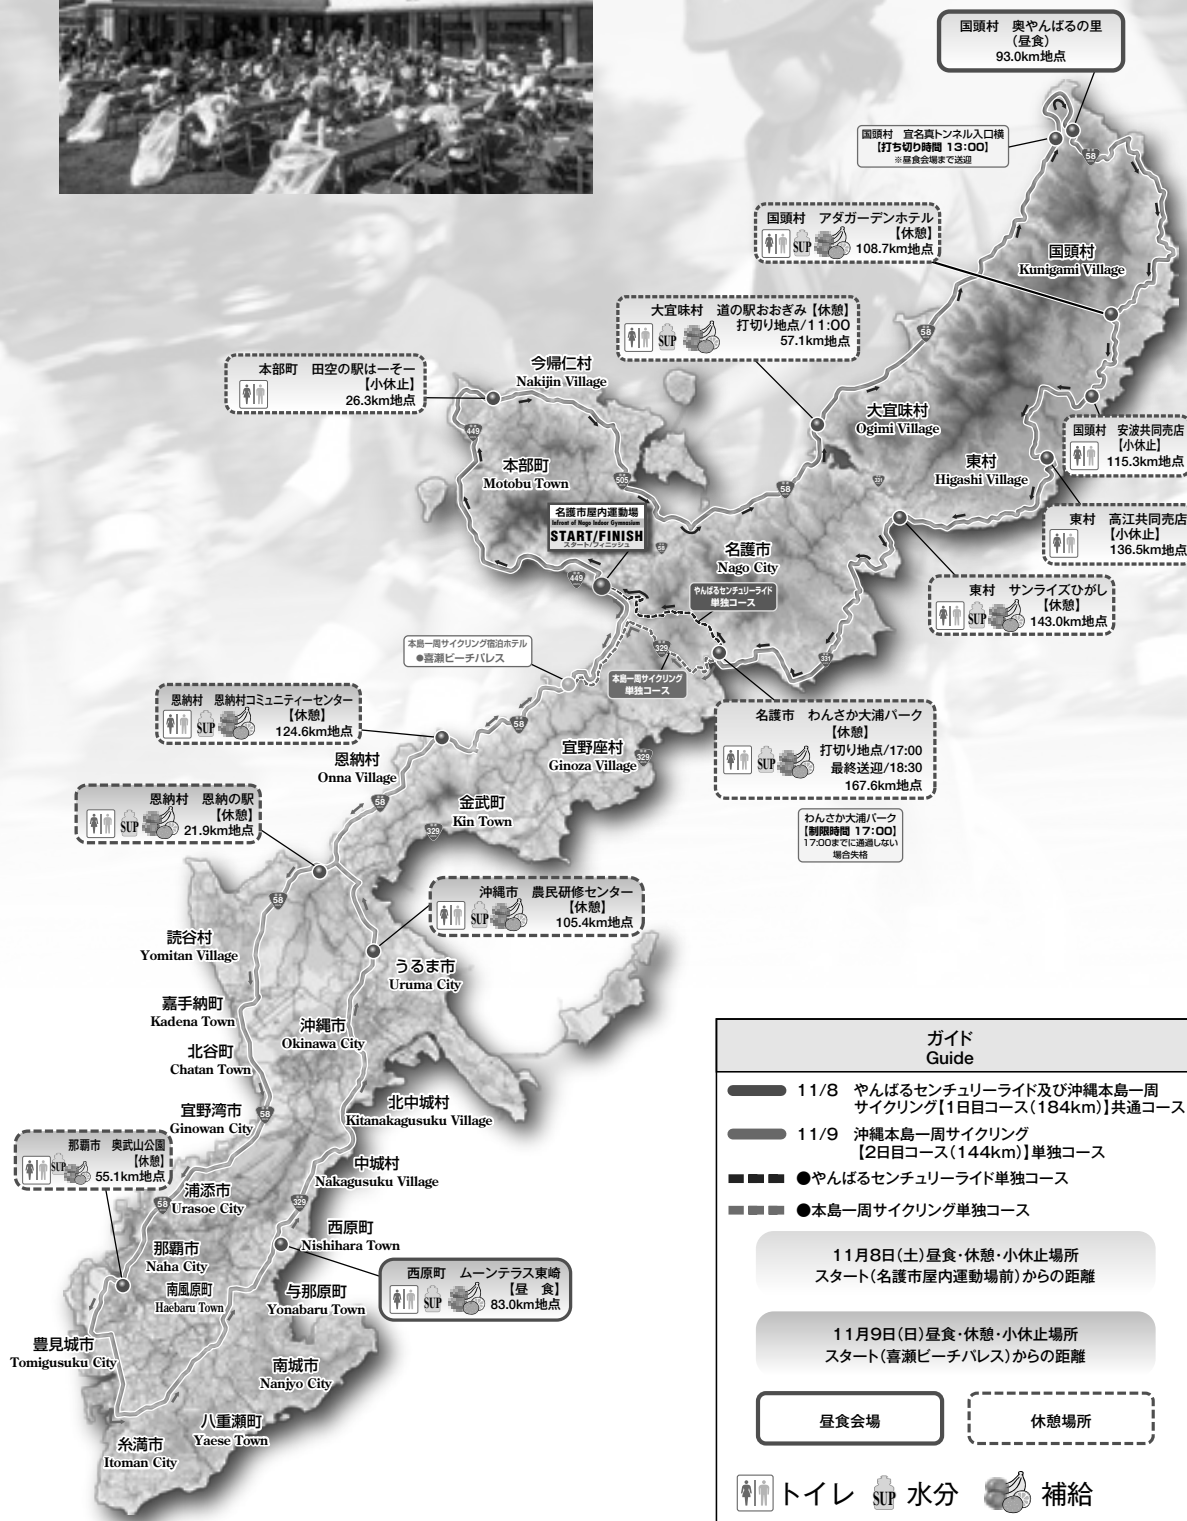 国頭村　奥やんばるの里
（昼食）
93.0km地点
国頭村　宜名真トンネル入口横
【打ち切り時間 13:00】
※昼食会場まで送迎
58
国頭村　アダガーデンホテル
【休憩】
SUP
108.7km地点
国頭村
Kunigami Village
大宜味村　道の駅おおぎみ【休憩】
打切り地点/11:00
SUP
57.1km地点
58
今帰仁村
Nakijin Village
本部町　田空の駅はーそー
【小休止】
26.3km地点
大宜味村
Ogimi Village
国頭村　安波共同売店
【小休止】
115.3km地点
449
本部町
Motobu Town
505
58
331
東村
Higashi Village
名護市屋内運動場
Infront of Nago Indoor Gymnasium
START/FINISH
スタート/フィニッシュ
東村　高江共同売店
【小休止】
136.5km地点
58
名護市
Nago City
449
やんばるセンチュリーライド
単独コース
東村　サンライズひがし
【休憩】
SUP
143.0km地点
本島一周サイクリング宿泊ホテル
●喜瀬ビーチパレス
329
331
本島一周サイクリング
単独コース
恩納村　恩納村コミュニティーセンター
【休憩】
SUP
124.6km地点
58
名護市　わんさか大浦パーク
【休憩】
打切り地点/17:00
SUP
最終送迎/18:30
167.6km地点
恩納村
Onna Village
宜野座村
Ginoza Village
329
恩納村　恩納の駅
【休憩】
SUP
21.9km地点
58
金武町
Kin Town
329
わんさか大浦パーク
【制限時間 17:00】
17:00までに通過しない
場合失格
58
沖縄市　農民研修センター
【休憩】
SUP
105.4km地点
読谷村
Yomitan Village
うるま市
Uruma City
嘉手納町
Kadena Town
沖縄市
Okinawa City
北谷町
Chatan Town
宜野湾市
Ginowan City
58
北中城村
Kitanakagusuku Village
那覇市　奥武山公園
【休憩】
SUP
55.1km地点
中城村
Nakagusuku Village
浦添市
Urasoe City
58
329
西原町
Nishihara Town
那覇市
Naha City
南風原町
Haebaru Town
西原町　ムーンテラス東崎
【昼　食】
SUP
83.0km地点
与那原町
Yonabaru Town
豊見城市
Tomigusuku City
南城市
Nanjyo City
八重瀬町
Yaese Town
糸満市
Itoman City
ガイド
Guide
11/8　やんばるセンチュリーライド及び沖縄本島一周
サイクリング【1日目コース（184km）】共通コース
11/9　沖縄本島一周サイクリング
【2日目コース（144km）】単独コース
●やんばるセンチュリーライド単独コース
●本島一周サイクリング単独コース
11月8日（土）昼食・休憩・小休止場所
スタート（名護市屋内運動場前）からの距離
11月9日（日）昼食・休憩・小休止場所
スタート（喜瀬ビーチパレス）からの距離
昼食会場
休憩場所
トイレ
SUP 水分
補給